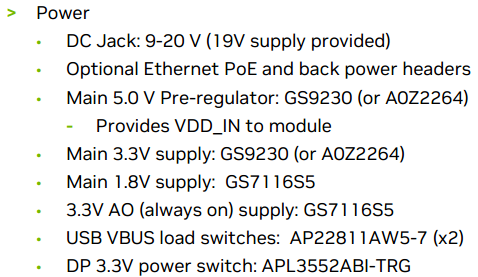 > Power
• DC Jack: 9-20 V (19V supply provided)
• Optional Ethernet PoE and back power headers
• Main 5.0 V Pre-regulator: GS9230 (or A0Z2264)
- Provides VDD_IN to module
• Main 3.3V supply: GS9230 (or A0Z2264)
• Main 1.8V supply:  GS7116S5
• 3.3V AO (always on) supply: GS7116S5
• USB VBUS load switches:  AP22811AW5-7 (x2)
• DP 3.3V power switch: APL3552ABI-TRG